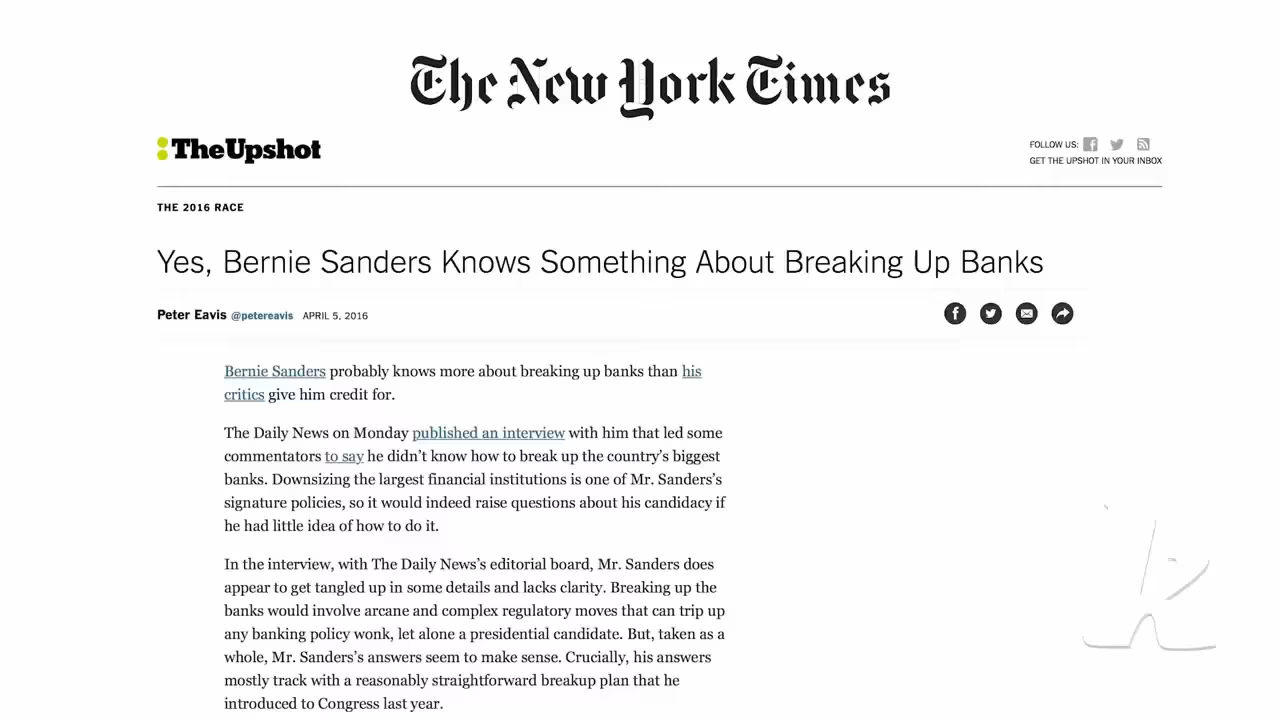 The New York Times
TheUpshot
FOLLOW US:
GET THE UPSHOT IN YOUR INBOX
THE 2016 RACE
Yes, Bernie Sanders Knows Something About Breaking Up Banks
Peter Eavis @petereavis APRIL 5, 2016
Bernie Sanders probably knows more about breaking up banks than his
critics give him credit for.
The Daily News on Monday published an interview with him that led some
commentators to say he didn't know how to break up the country's biggest
banks. Downsizing the largest financial institutions is one of Mr. Sanders's
signature policies, so it would indeed raise questions about his candidacy if
he had little idea of how to do it.
In the interview, with The Daily News's editorial board, Mr. Sanders does
appear to get tangled up in some details and lacks clarity. Breaking up the
banks would involve arcane and complex regulatory moves that can trip up
any banking policy wonk, let alone a presidential candidate. But, taken as a
whole, Mr. Sanders's answers seem to make sense. Crucially, his answers
mostly track with a reasonably straightforward breakup plan that he
introduced to Congress last year.